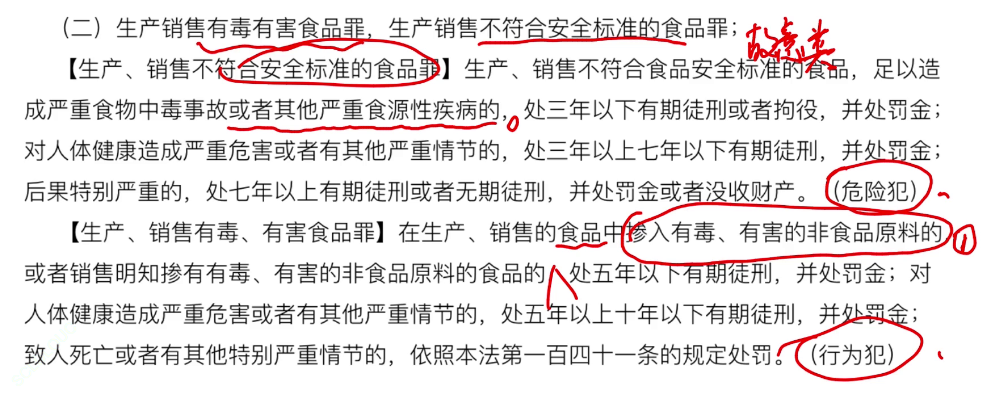 （二）生产销售有毒有害食品罪，生产销售不符合安全标准的食品罪；
故意类
【生产、销售不符合安全标准的食品罪】生产、销售不符合食品安全标准的食品，足以造
成严重食物中毒事故或者其他严重食源性疾病的，处三年以下有期徒刑或者拘役，并处罚金；
对人体健康造成严重危害或者有其他严重情节的，处三年以上七年以下有期徒刑，并处罚金；
后果特别严重的，处七年以上有期徒刑或者无期徒刑，并处罚金或者没收财产。（危险犯）
【生产、销售有毒、有害食品罪】在生产、销售的食品中掺入有毒、有害的非食品原料的 ①
或者销售明知掺有有毒、有害的非食品原料的食品的，处五年以下有期徒刑，并处罚金；对
人体健康造成严重危害或者有其他严重情节的，处五年以上十年以下有期徒刑，并处罚金；
致人死亡或者有其他特别严重情节的，依照本法第一百四十一条的规定处罚。（行为犯）